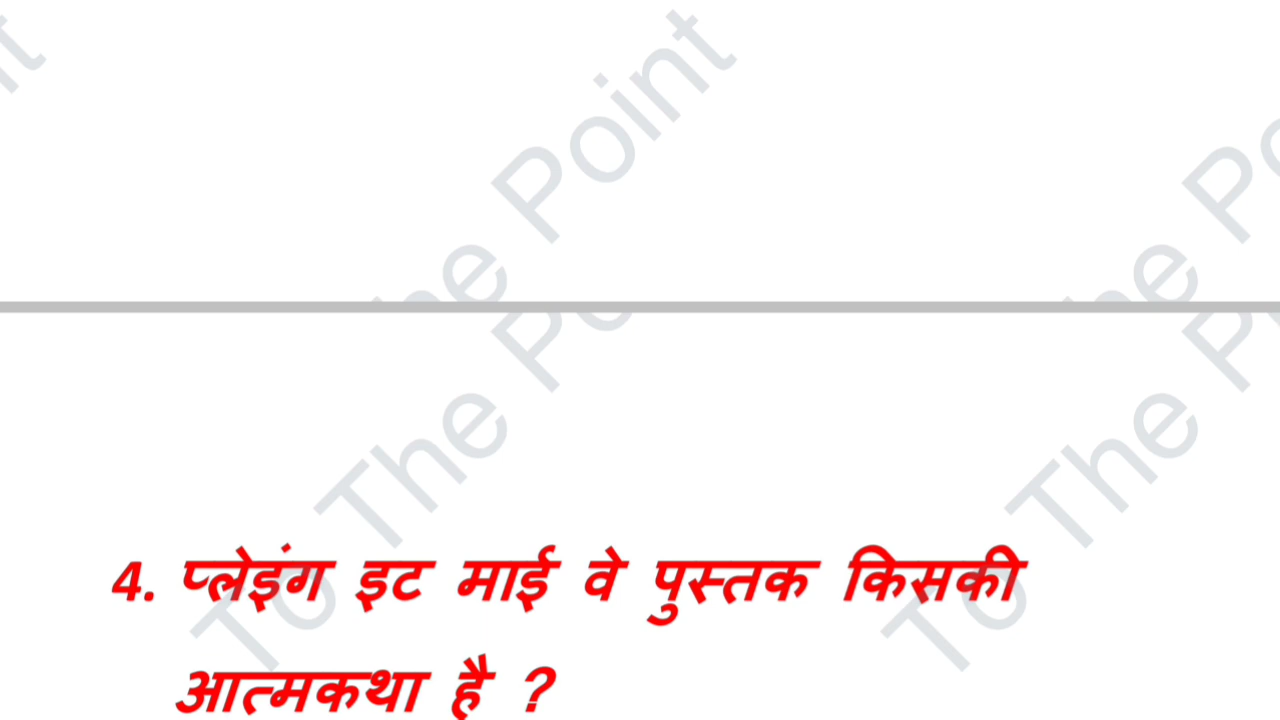 To The Point
To The Point
4. प्लेइंग इट माई वे पुस्तक किसकी
आत्मकथा है ?